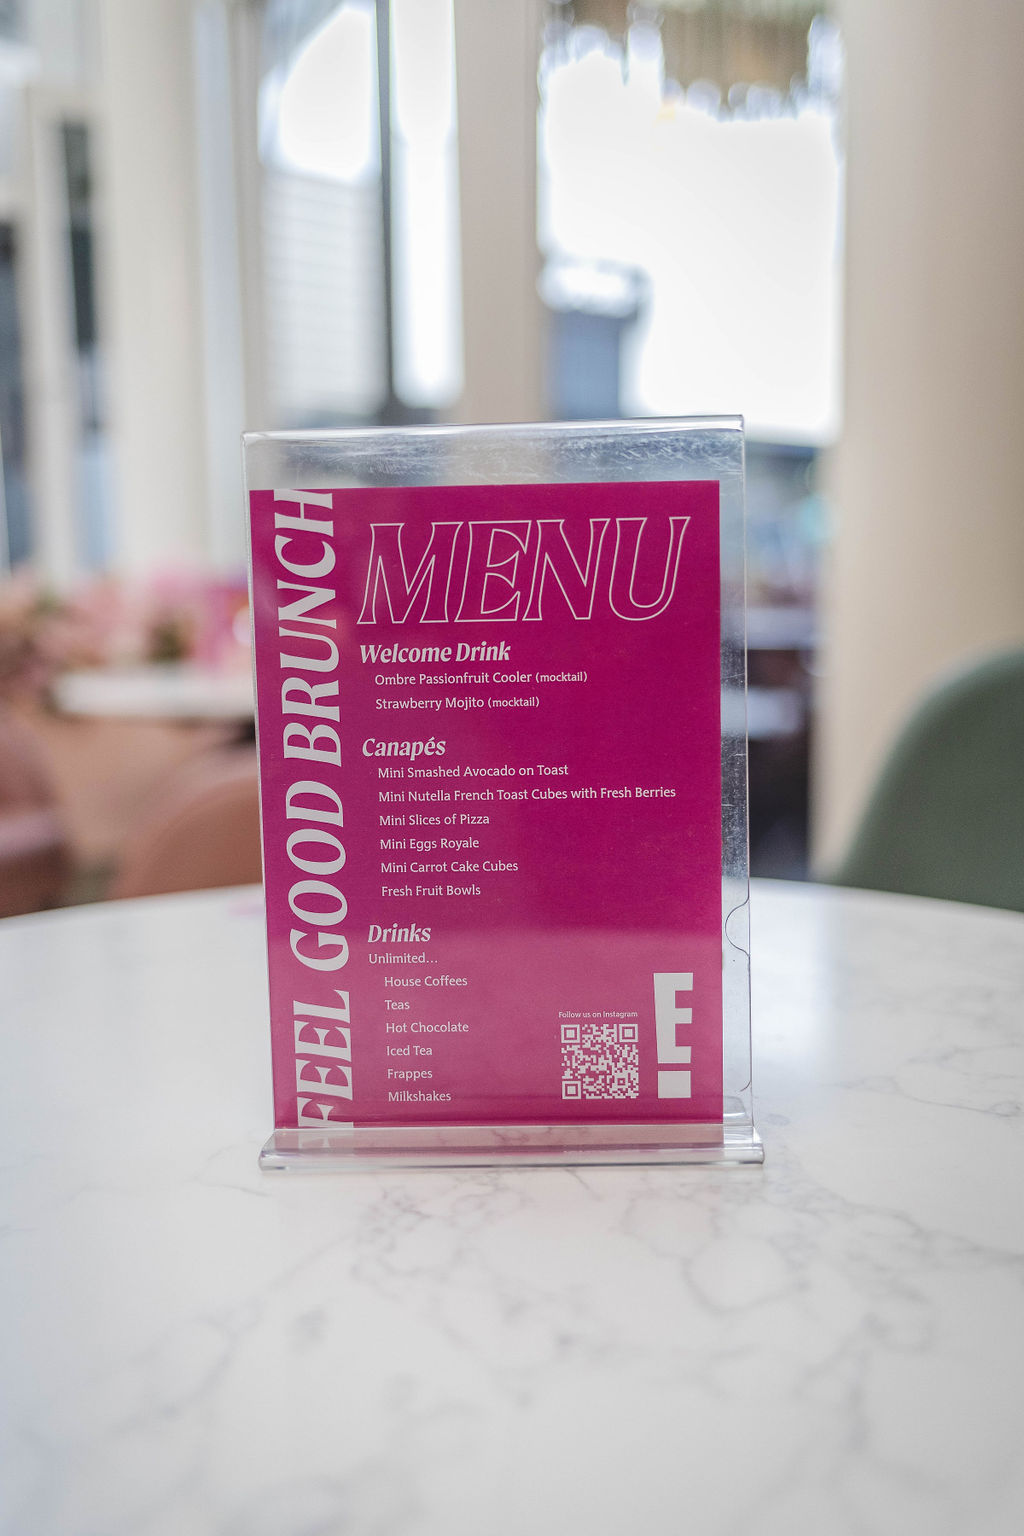 FEEL GOOD BRUNCH
MENU
Welcome Drink
Ombre Passionfruit Cooler (mocktail)
Strawberry Mojito (mocktail)
Canapés
Mini Smashed Avocado on Toast
Mini Nutella French Toast Cubes with Fresh Berries
Mini Slices of Pizza
Mini Eggs Royale
Mini Carrot Cake Cubes
Fresh Fruit Bowls
Drinks
Unlimited...
House Coffees
Teas
Hot Chocolate
Iced Tea
Frappes
Milkshakes
Follow us on Instagram
E!